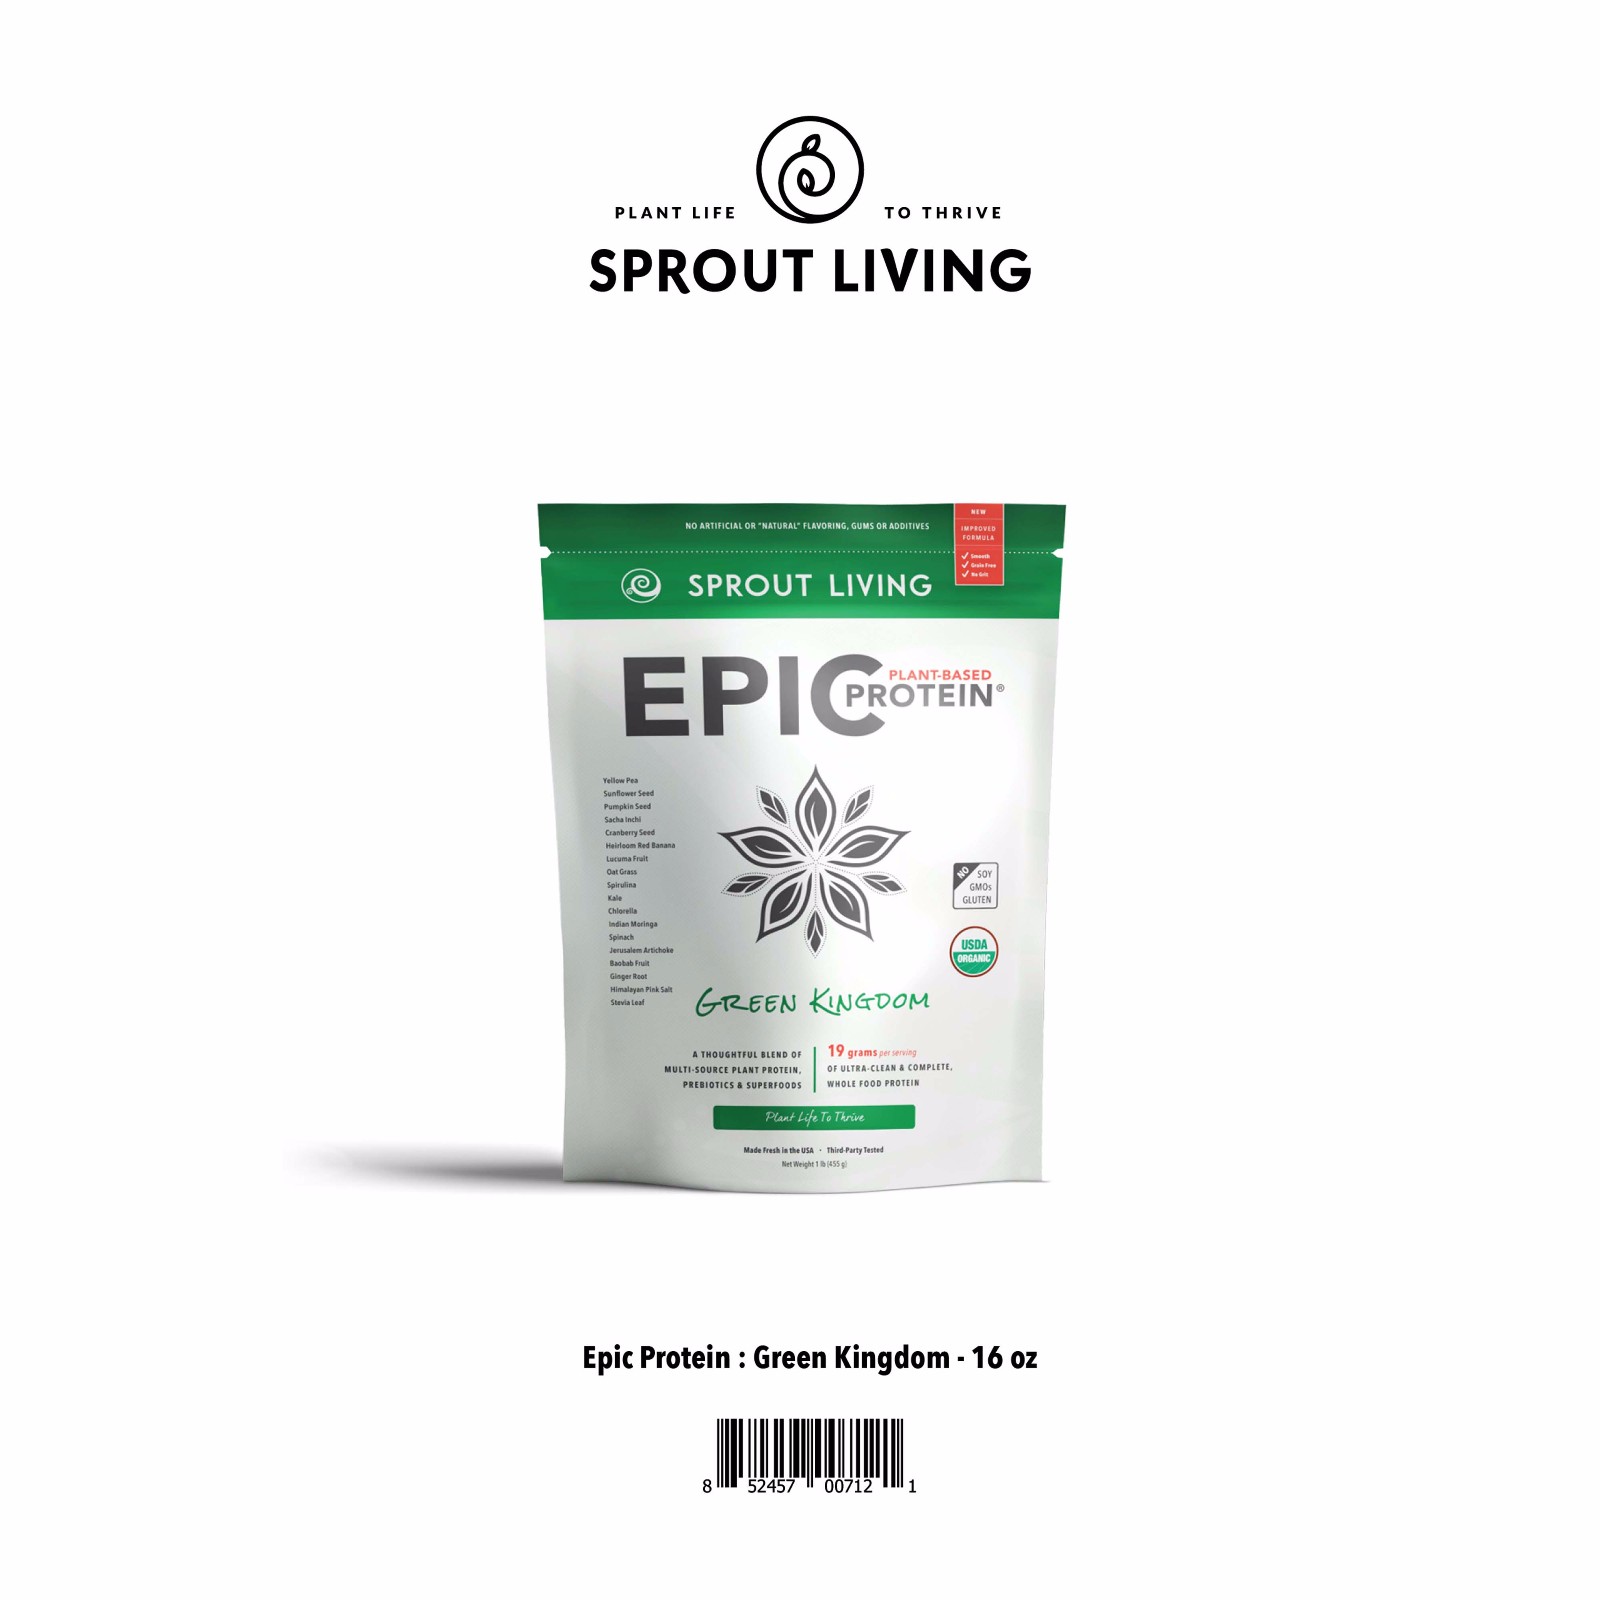 PLANT LIFE TO THRIVE
SPROUT LIVING
NO ARTIFICIAL OR "NATURAL" FLAVORING, GUMS OR ADDITIVES
NEW
IMPROVED
FORMULA
Smooth
Grain Free
No Grit
SPROUT LIVING
EPIC
PLANT-BASED
PROTEIN®
Yellow Pea
Sunflower Seed
Pumpkin Seed
Sacha Inchi
Cranberry Seed
Heirloom Red Banana
Lucuma Fruit
Oat Grass
Spirulina
Kale
Chlorella
Indian Moringa
Spinach
Jerusalem Artichoke
Baobab Fruit
Ginger Root
Himalayan Pink Salt
Stevia Leaf
NO
SOY
GMOs
GLUTEN
USDA
ORGANIC
GREEN KINGDOM
A THOUGHTFUL BLEND OF
MULTI-SOURCE PLANT PROTEIN,
PREBIOTICS & SUPERFOODS
19 grams per serving
OF ULTRA-CLEAN & COMPLETE,
WHOLE FOOD PROTEIN
Plant Life To Thrive
Made Fresh in the USA · Third-Party Tested
Net Weight 1 lb (455 g)
Epic Protein : Green Kingdom - 16 oz
8 52457 00712 1